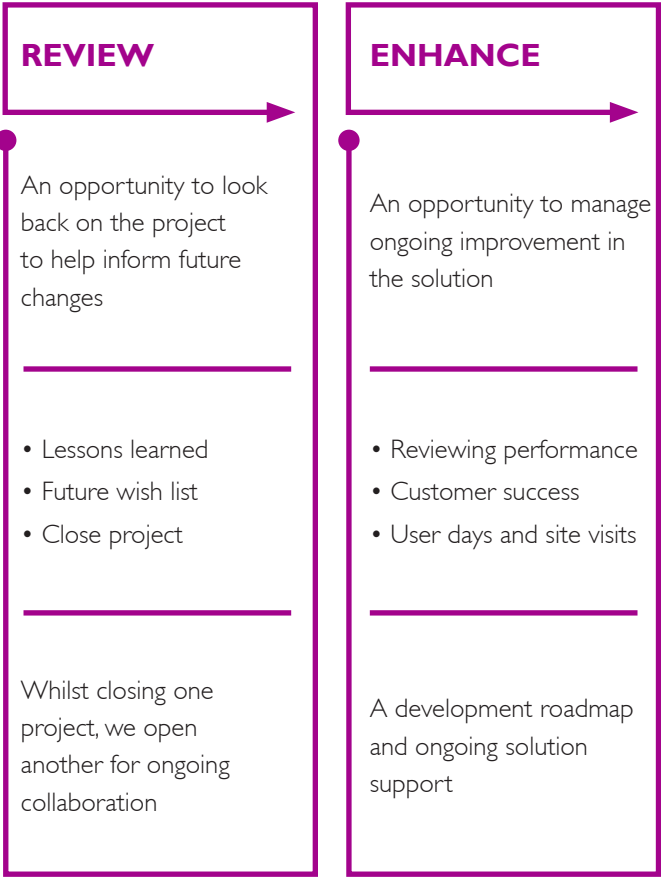 REVIEW
An opportunity to look
back on the project
to help inform future
changes
• Lessons learned
• Future wish list
• Close project
Whilst closing one
project, we open
another for ongoing
collaboration
ENHANCE
An opportunity to manage
ongoing improvement in
the solution
• Reviewing performance
• Customer success
• User days and site visits
A development roadmap
and ongoing solution
support